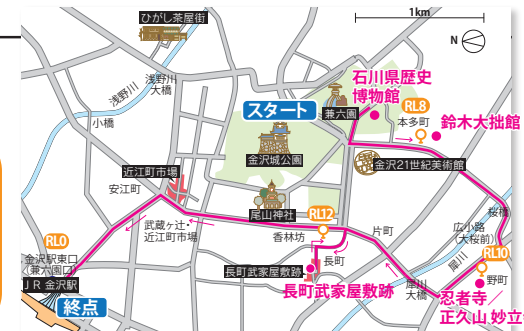 1km
N
ひがし茶屋街
浅野川
浅野川
大橋
小橋
石川県歴史
博物館
スタート
兼六園
RL8
本多町
鈴木大拙館
金沢城公園
金沢21世紀美術館
近江町市場
安江町
尾山神社
RL12
香林坊
片町
桜橋
広小路
(大桜前)
RL10
犀川
野町
武蔵ヶ辻・
近江町市場
RL0
金沢駅東口
(兼六園口)
JR 金沢駅
終点
長町
長町武家屋敷跡
長町武家屋敷跡
犀川
大橋
忍者寺/
正久山 妙立